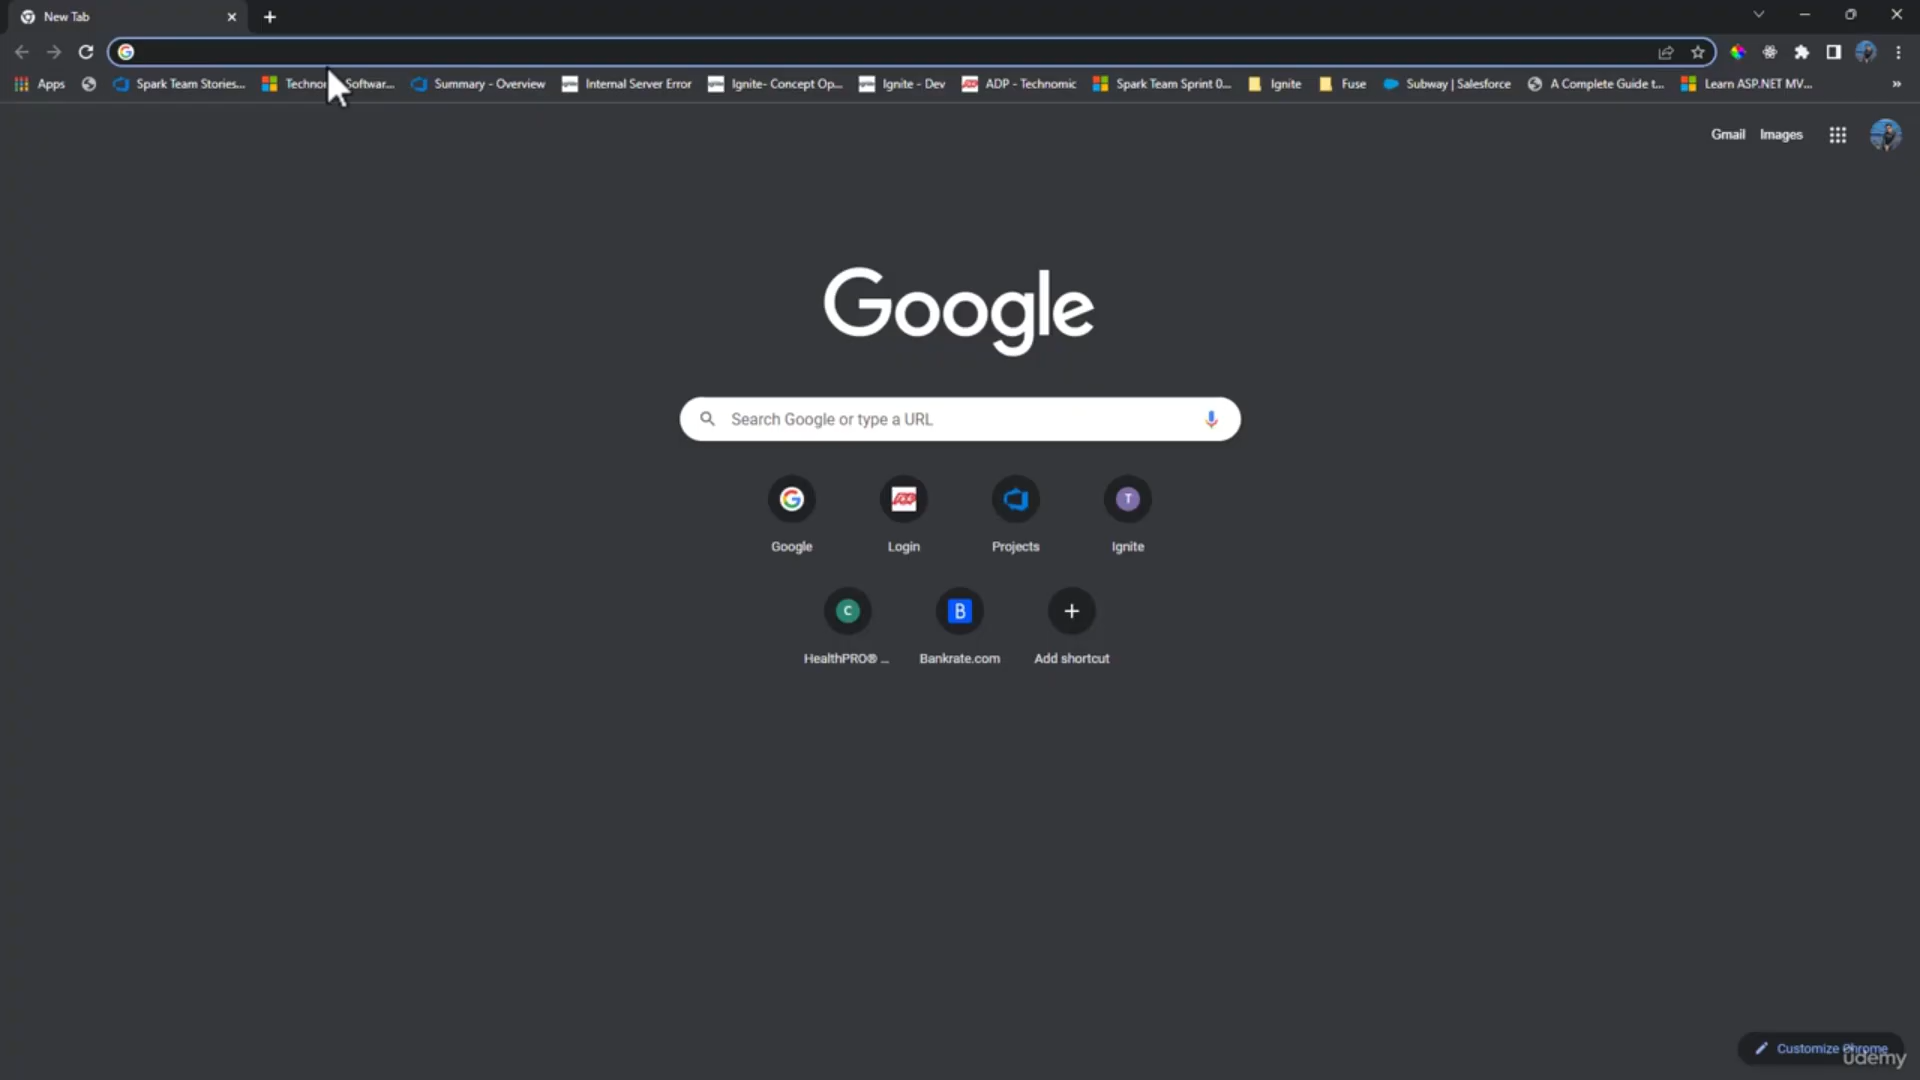 New Tab
Apps
Spark Team Stories...
Softwar...
Summary - Overview
Internal Server Error
Ignite- Concept Op...
Ignite - Dev
ADP - Technomic
Spark Team Sprint 0...
Ignite
Fuse
Subway | Salesforce
A Complete Guide t...
Learn ASP.NET MV...
»
Gmail
Images
Google
Search Google or type a URL
Google
Login
Projects
T
Ignite
C
HealthPRO® ...
B
Bankrate.com
Add shortcut
Customize Chrome
udemy